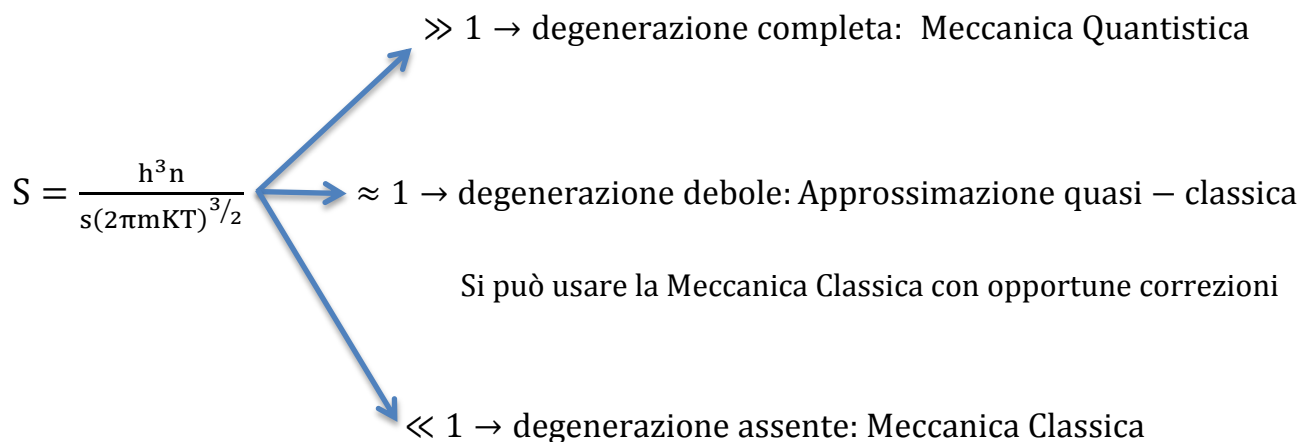 ≫ 1 → degenerazione completa: Meccanica Quantistica
S = h³n / s(2πmKT)^3/2
≈ 1 → degenerazione debole: Approssimazione quasi − classica
Si può usare la Meccanica Classica con opportune correzioni
≪ 1 → degenerazione assente: Meccanica Classica